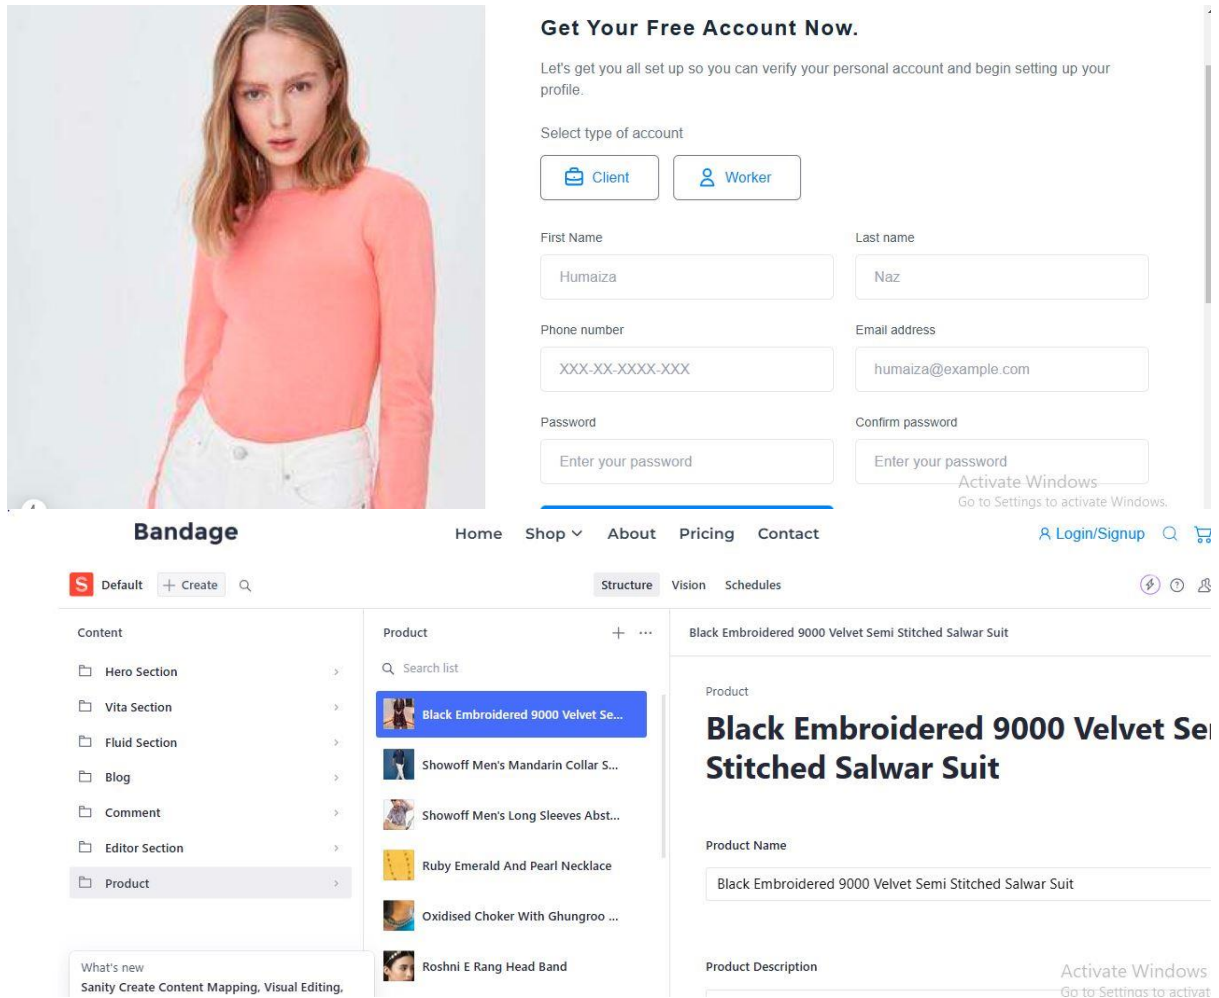 Get Your Free Account Now.
Let's get you all set up so you can verify your personal account and begin setting up your
profile.
Select type of account
Client
Worker
First Name
Last name
Humaiza
Naz
Phone number
Email address
XXX-XX-XXXX-XXX
humaiza@example.com
Password
Confirm password
Enter your password
Enter your password
Activate Windows
Go to Settings to activate Windows.
Bandage
Home
Shop
About
Pricing
Contact
Login/Signup
S
Default
+ Create
Structure
Vision
Schedules
Content
Hero Section
Vita Section
Fluid Section
Blog
Comment
Editor Section
Product
What's new
Sanity Create Content Mapping, Visual Editing,
Product
Search list
Black Embroidered 9000 Velvet Se...
Showoff Men's Mandarin Collar S...
Showoff Men's Long Sleeves Abst...
Ruby Emerald And Pearl Necklace
Oxidised Choker With Ghungroo ...
Roshni E Rang Head Band
Black Embroidered 9000 Velvet Semi Stitched Salwar Suit
Product
Black Embroidered 9000 Velvet Se
Stitched Salwar Suit
Product Name
Black Embroidered 9000 Velvet Semi Stitched Salwar Suit
Product Description
Activate Windows
Go to Settings to activat